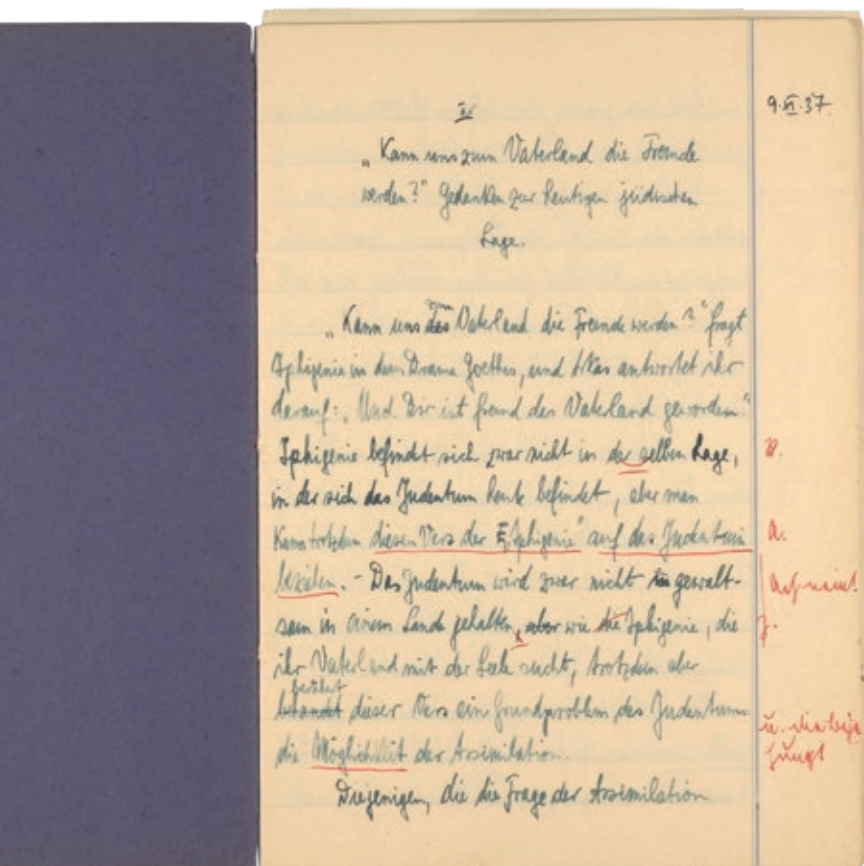 9.XI.37.
IV
„Kann uns zum Vaterland die Fremde
werden?" Gedanken zur heutigen jüdischen
Lage.
„Kann uns zum das Vaterland die Fremde werden?" fragt
Iphigenie in dem Drama Goethes, und Arkas antwortet ihr
darauf: „Und Dir ist fremd das Vaterland geworden."
Iphigenie befindet sich zwar nicht in der selben Lage,
in der sich das Judentum heute befindet, aber man
kann trotzdem diesen Vers der „Iphigenie" auf das Judentum
beziehen. - Das Judentum wird zwar nicht gewalt-
sam in einem Lande gehalten, aber wie die Iphigenie, die
ihr Vaterland mit der Seele sucht, trotzdem aber
berührt
dieser Vers ein Grundproblem des Judentums
die Möglichkeit der Assimilation.
Diejenigen, die die Frage der Assimilation
R.
A.